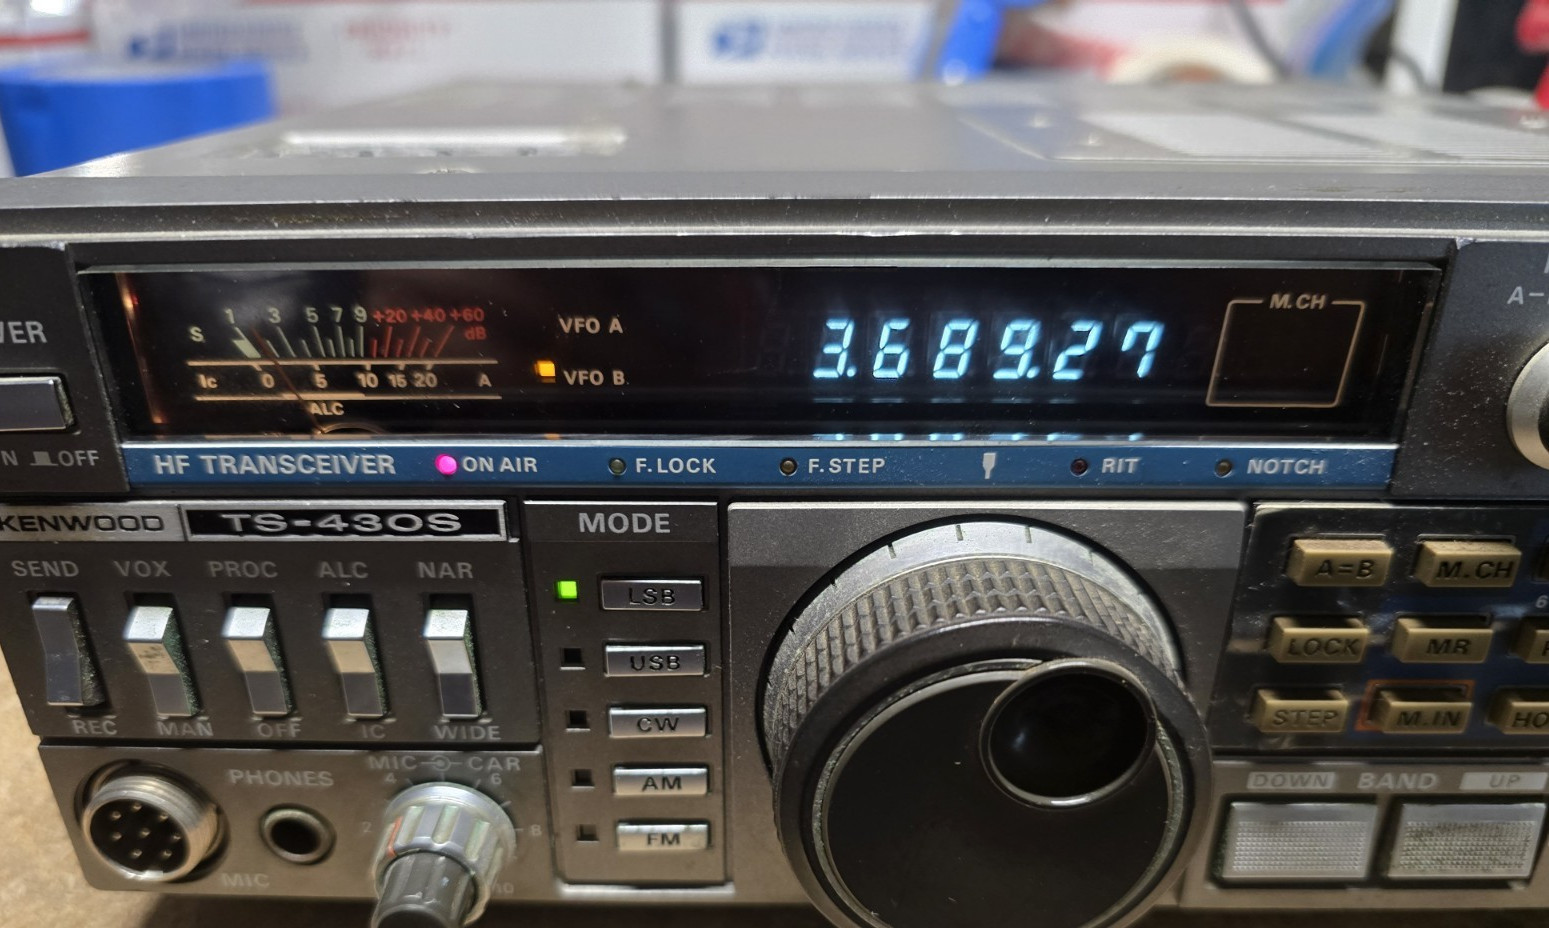 S 1 3 5 7 9 +20 +40 +60 dB
Ic 0 5 10 15 20 A
ALC
VFO A
VFO B
3.689.27
M.CH
ON OFF
HF TRANSCEIVER ON AIR F.LOCK F.STEP RIT NOTCH
KENWOOD TS-430S
SEND VOX PROC ALC NAR
REC MAN OFF IC WIDE
MODE
LSB
USB
CW
AM
FM
A=B M.CH
LOCK MR
STEP M.IN
DOWN BAND UP
PHONES
MIC CAR
2 4 6 8 10
MIC